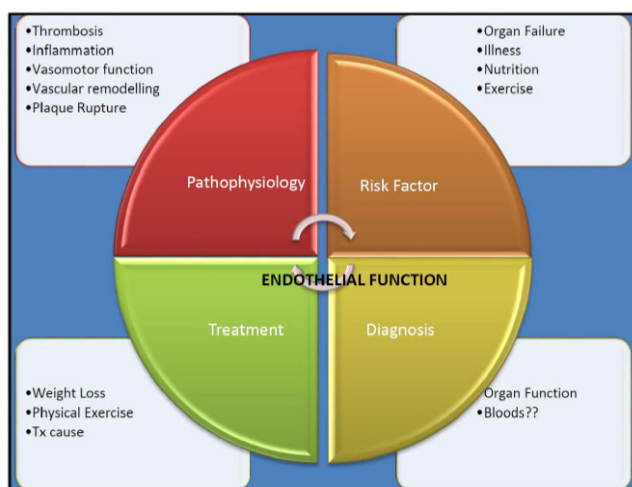 •Thrombosis
•Inflammation
•Vasomotor function
•Vascular remodelling
•Plaque Rupture
•Organ Failure
•Illness
•Nutrition
•Exercise
Pathophysiology
Risk Factor
ENDOTHELIAL FUNCTION
Treatment
Diagnosis
•Weight Loss
•Physical Exercise
•Tx cause
Organ Function
•Bloods??